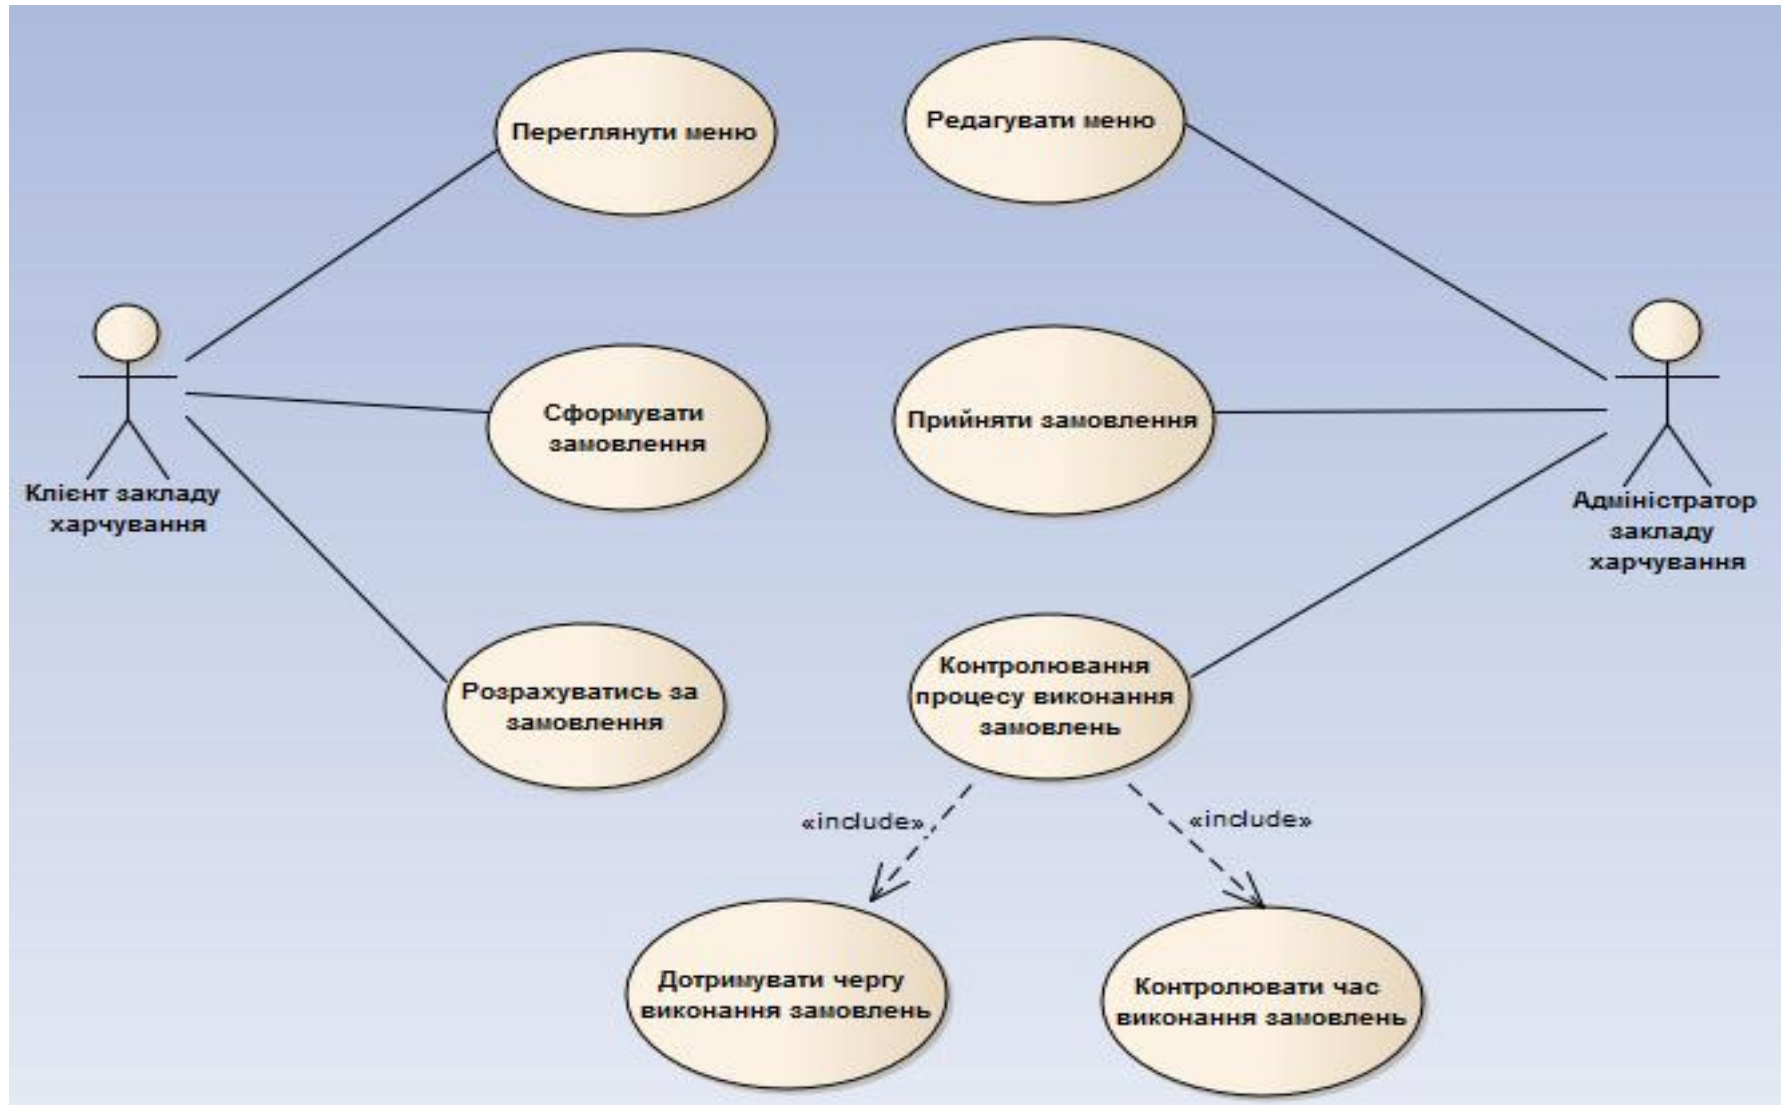 Переглянути меню
Редагувати меню
Сформувати
замовлення
Прийняти замовлення
Клієнт закладу
харчування
Адміністратор
закладу
харчування
Розрахуватись за
замовлення
Контролювання
процесу виконання
замовлень
«include»
«include»
Дотримувати чергу
виконання замовлень
Контролювати час
виконання замовлень